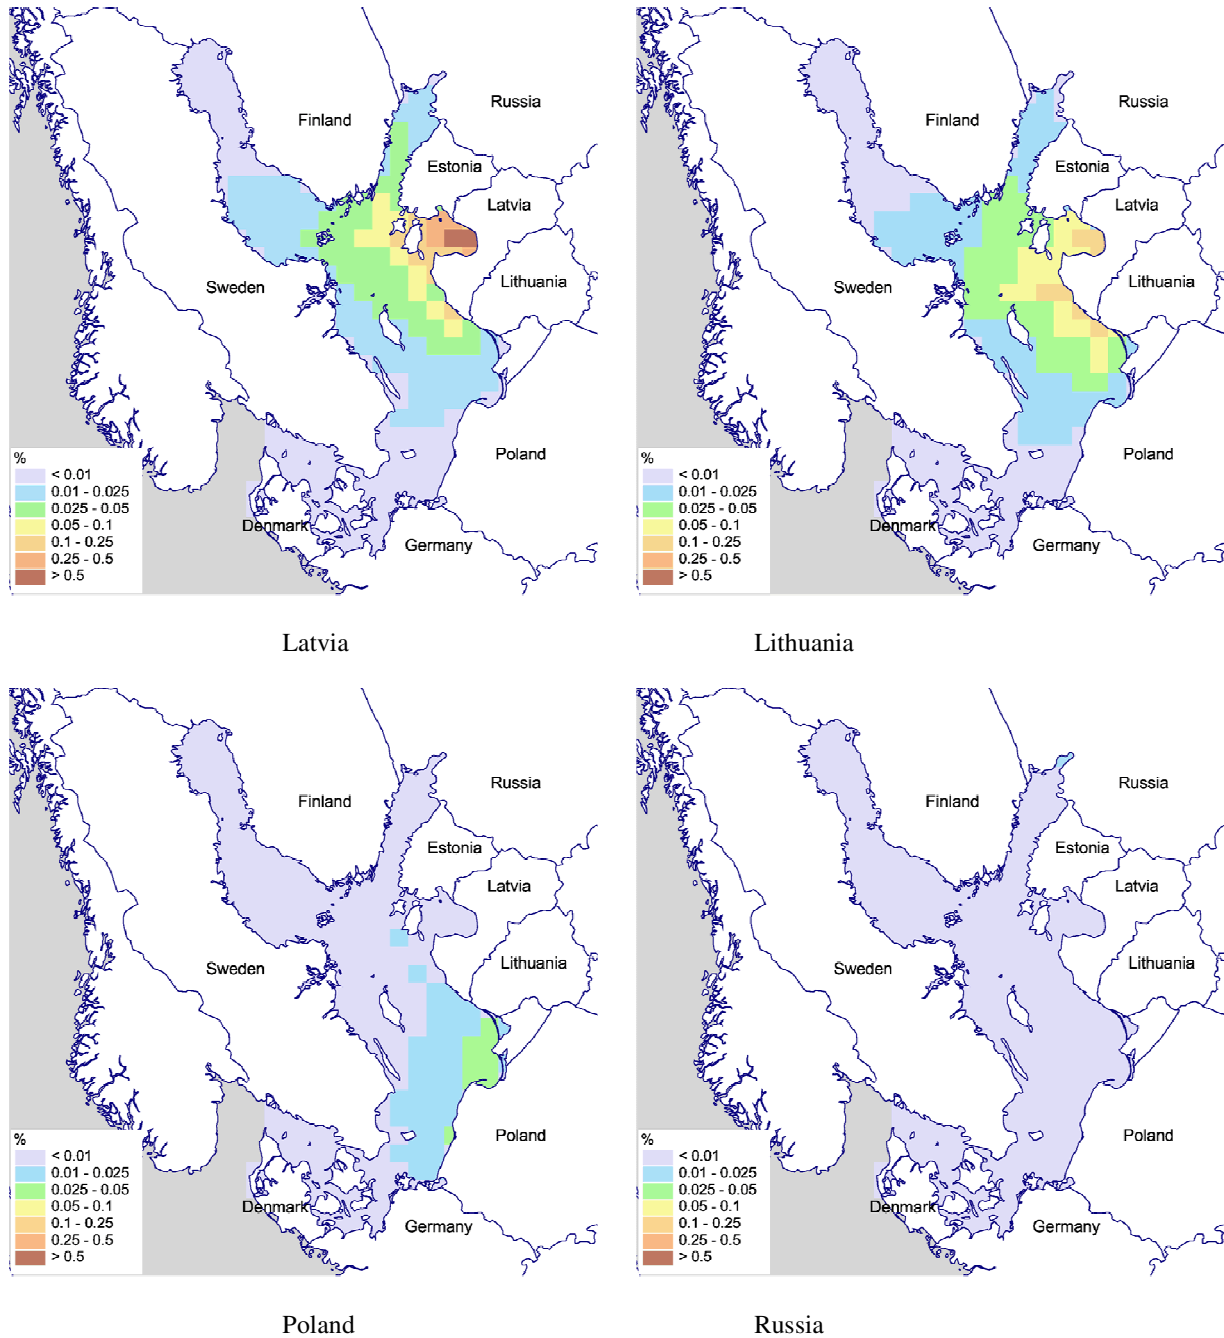 Russia
Finland
Estonia
Latvia
Lithuania
Sweden
Poland
Denmark
Germany
%
< 0.01
0.01 - 0.025
0.025 - 0.05
0.05 - 0.1
0.1 - 0.25
0.25 - 0.5
> 0.5
Russia
Finland
Estonia
Latvia
Lithuania
Sweden
Poland
Denmark
Germany
%
< 0.01
0.01 - 0.025
0.025 - 0.05
0.05 - 0.1
0.1 - 0.25
0.25 - 0.5
> 0.5
Latvia
Lithuania
Russia
Finland
Estonia
Latvia
Lithuania
Sweden
Poland
Denmark
Germany
%
< 0.01
0.01 - 0.025
0.025 - 0.05
0.05 - 0.1
0.1 - 0.25
0.25 - 0.5
> 0.5
Russia
Finland
Estonia
Latvia
Lithuania
Sweden
Poland
Denmark
Germany
%
< 0.01
0.01 - 0.025
0.025 - 0.05
0.05 - 0.1
0.1 - 0.25
0.25 - 0.5
> 0.5
Poland
Russia